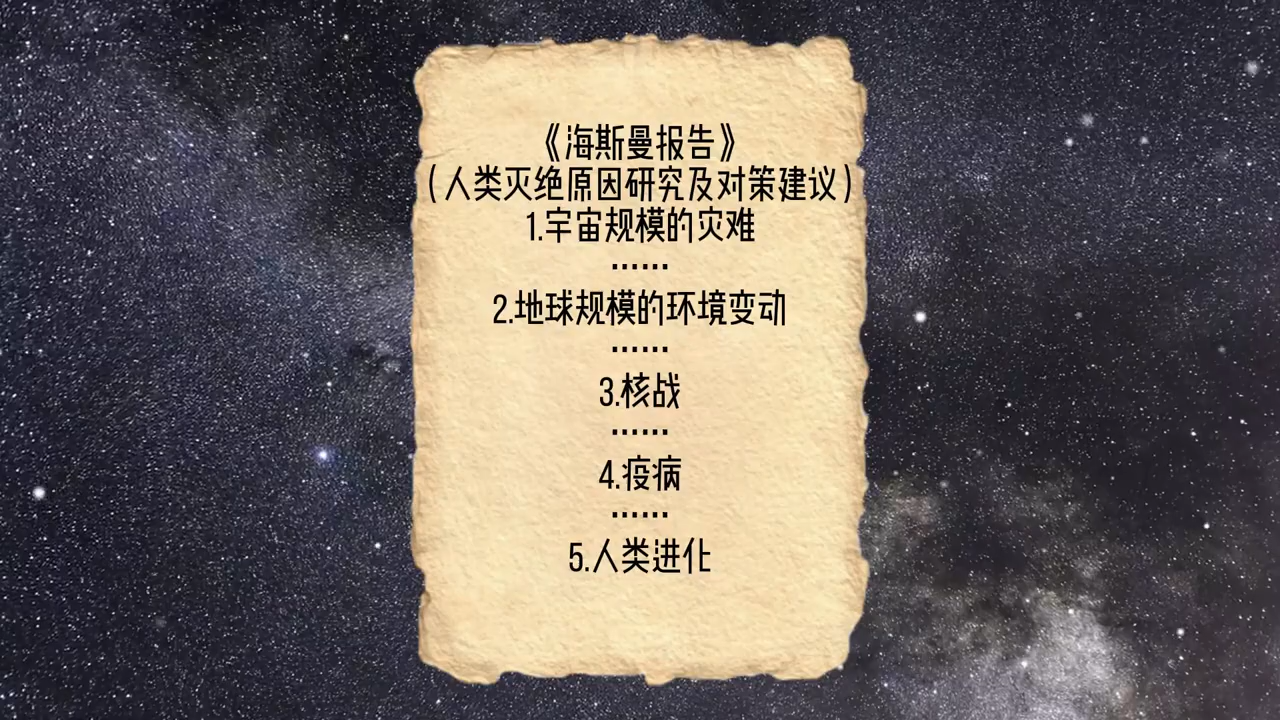 《海斯曼报告》
（人类灭绝原因研究及对策建议）
1.宇宙规模的灾难
……
2.地球规模的环境变动
……
3.核战
……
4.疫病
……
5.人类进化